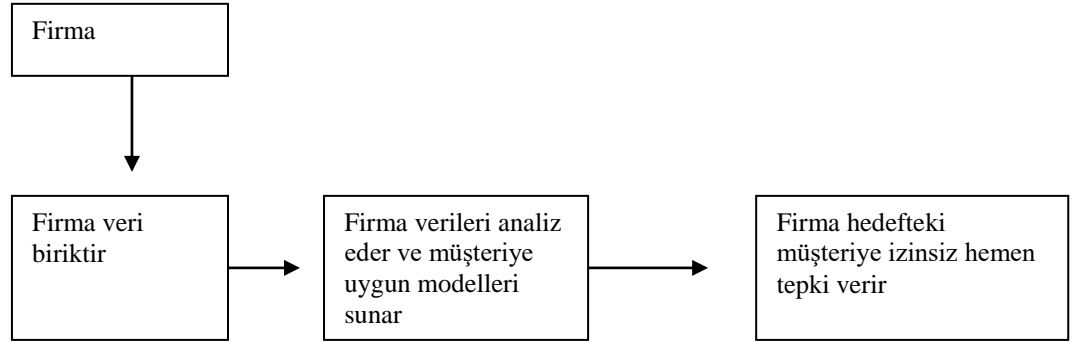 Firma
Firma veri
biriktir
Firma verileri analiz
eder ve müşteriye
uygun modelleri
sunar
Firma hedefteki
müşteriye izinsiz hemen
tepki verir